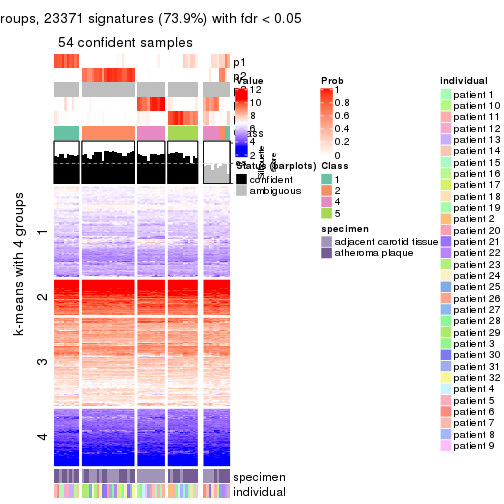 roups, 23371 signatures (73.9%) with fdr < 0.05
54 confident samples
p1
p2
Class
Silhouette
score
k-means with 4 groups
1
2
3
4
specimen
individual
Value
12
10
8
6
4
2
Status (barplots)
confident
ambiguous
Prob
1
0.8
0.6
0.4
0.2
0
Class
1
2
4
5
specimen
adjacent carotid tissue
atheroma plaque
individual
patient 1
patient 10
patient 11
patient 12
patient 13
patient 14
patient 15
patient 16
patient 17
patient 18
patient 19
patient 2
patient 20
patient 21
patient 22
patient 23
patient 24
patient 25
patient 26
patient 27
patient 28
patient 29
patient 3
patient 30
patient 31
patient 32
patient 4
patient 5
patient 6
patient 7
patient 8
patient 9